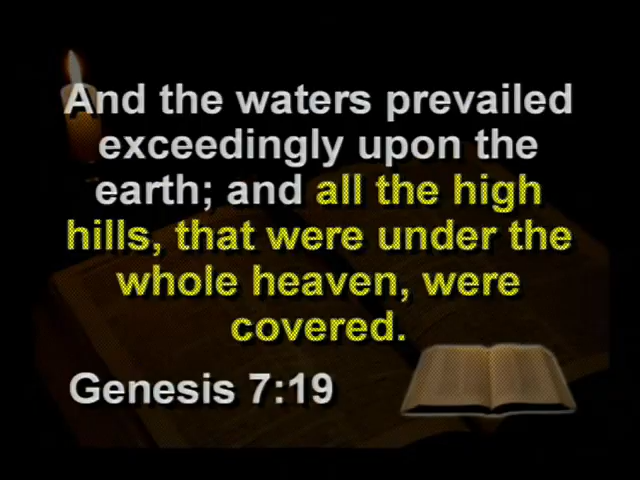 And the waters prevailed
exceedingly upon the
earth; and all the high
hills, that were under the
whole heaven, were
covered.
Genesis 7:19